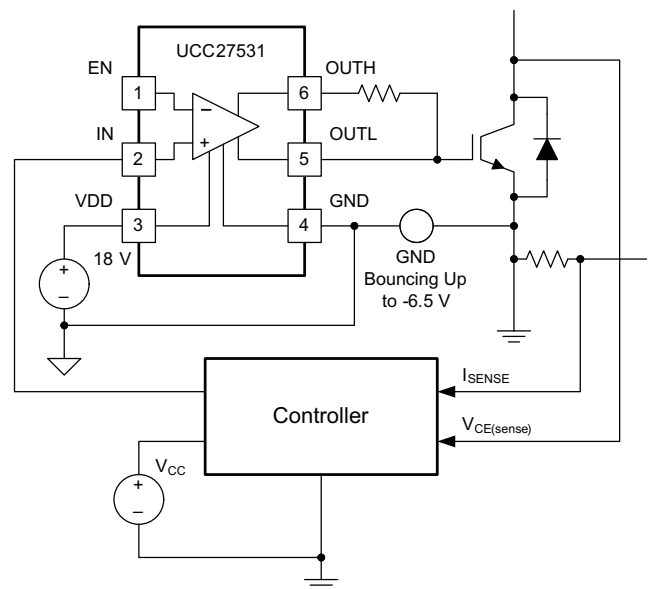 UCC27531
EN
OUTH
1
6
–
+
IN
OUTL
2
5
VDD
GND
3
4
18 V
+
–
GND
Bouncing Up
to -6.5 V
Controller
ISENSE
VCE(sense)
VCC
+
–